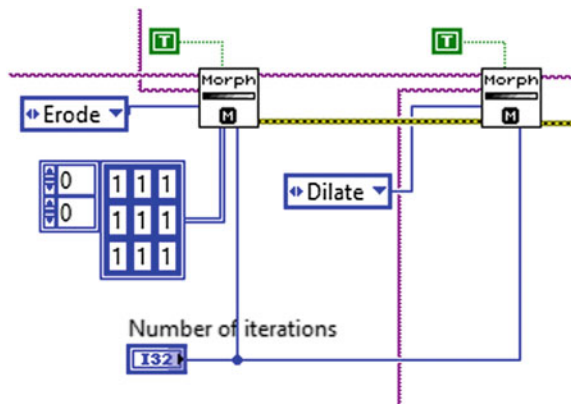 T T
Morph Morph
M M
Erode
Dilate
0 1 1 1
0 1 1 1
1 1 1
Number of iterations
I32